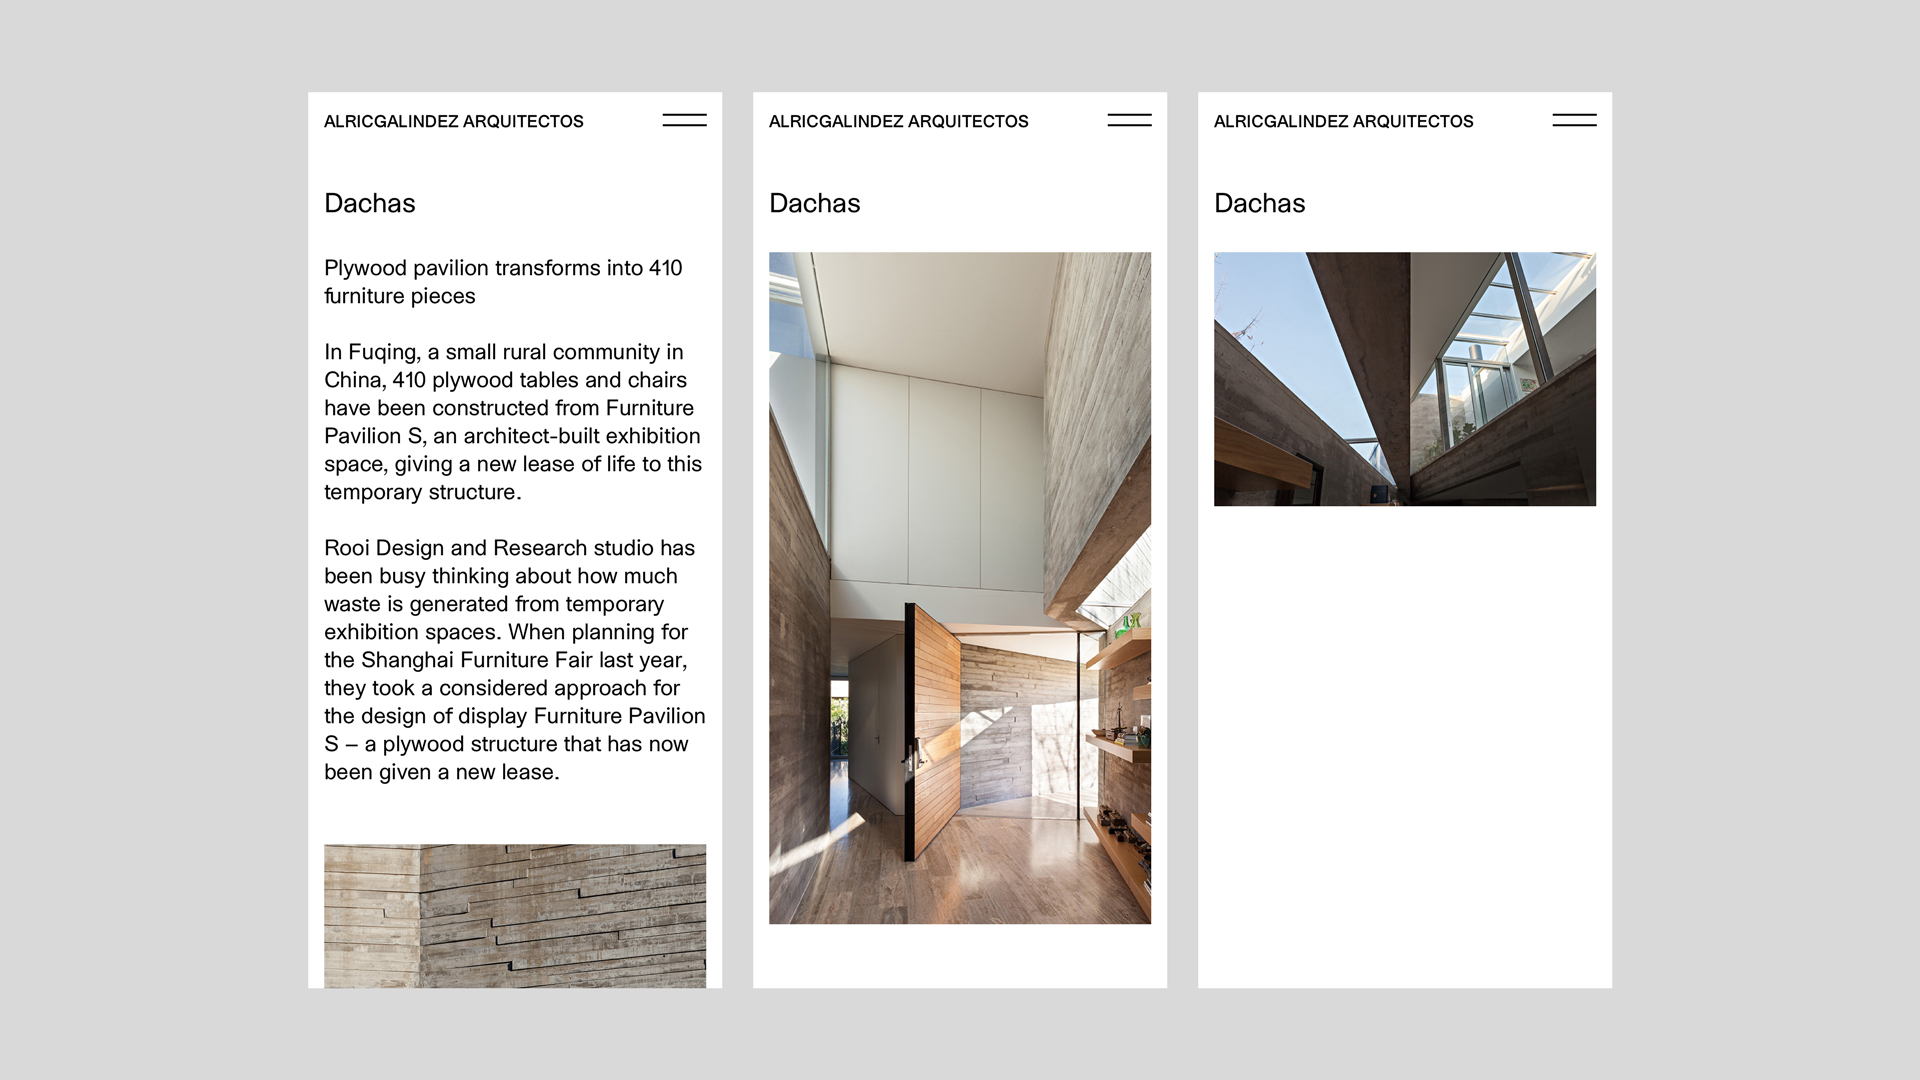 ALRICGALINDEZ ARQUITECTOS
Dachas
Plywood pavilion transforms into 410
furniture pieces
In Fuqing, a small rural community in
China, 410 plywood tables and chairs
have been constructed from Furniture
Pavilion S, an architect-built exhibition
space, giving a new lease of life to this
temporary structure.
Rooi Design and Research studio has
been busy thinking about how much
waste is generated from temporary
exhibition spaces. When planning for
the Shanghai Furniture Fair last year,
they took a considered approach for
the design of display Furniture Pavilion
S – a plywood structure that has now
been given a new lease.
ALRICGALINDEZ ARQUITECTOS
Dachas
ALRICGALINDEZ ARQUITECTOS
Dachas